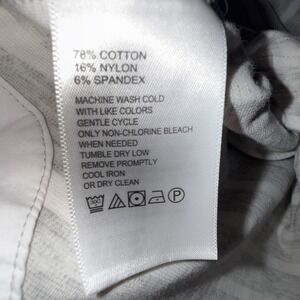 78% COTTON
16% NYLON
6% SPANDEX
MACHINE WASH COLD
WITH LIKE COLORS
GENTLE CYCLE
ONLY NON-CHLORINE BLEACH
WHEN NEEDED
TUMBLE DRY LOW
REMOVE PROMPTLY
COOL IRON
OR DRY CLEAN
P